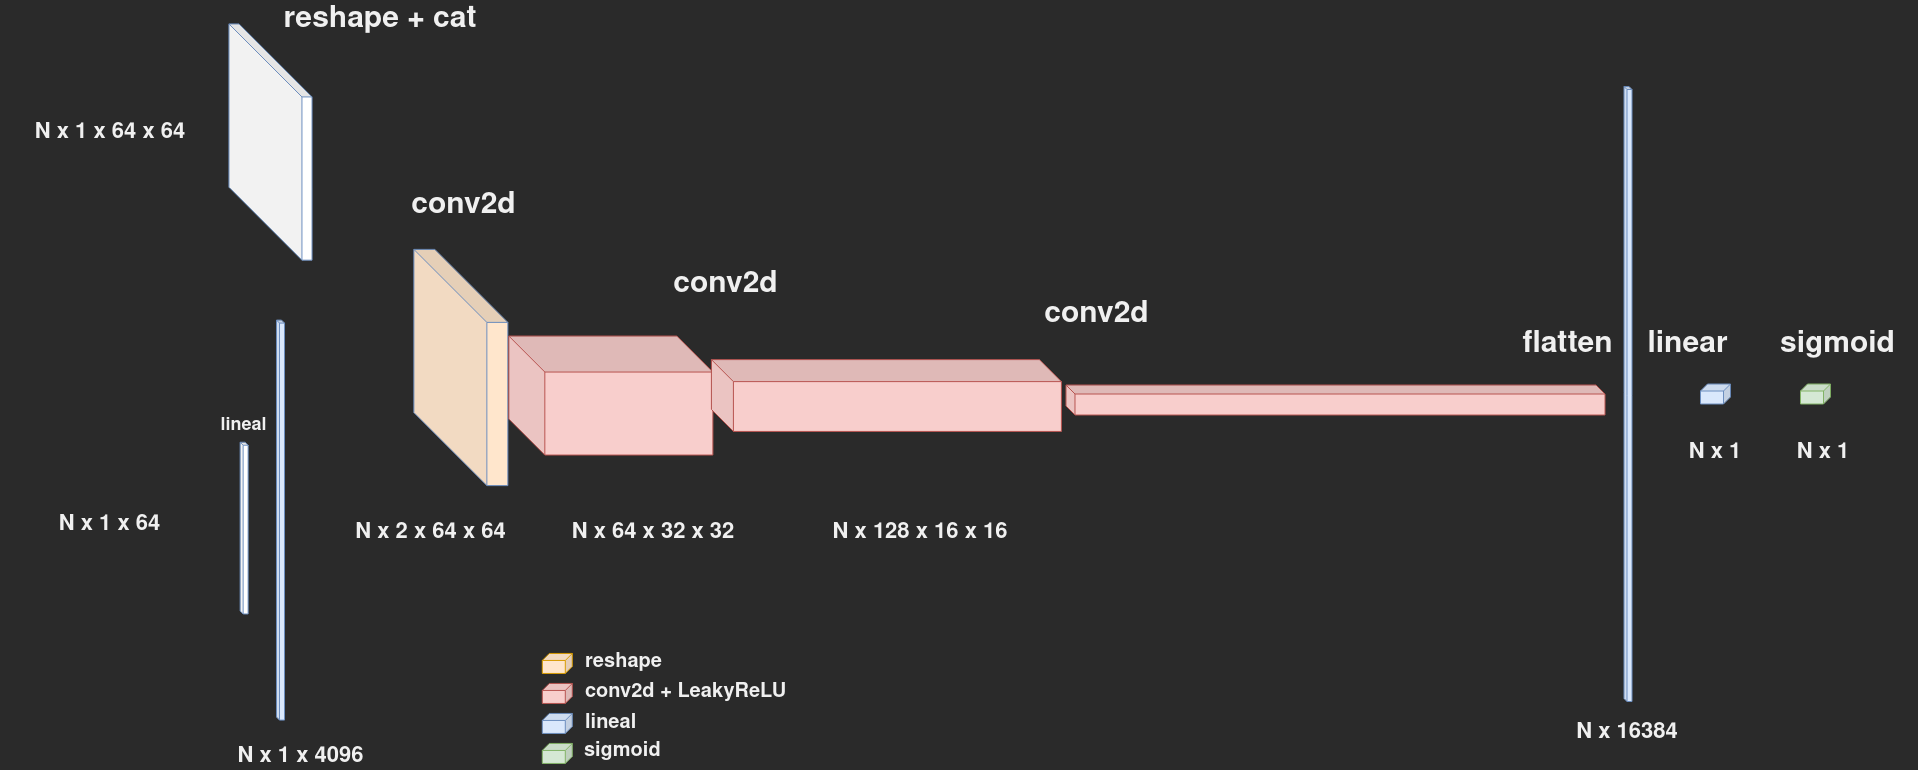 reshape + cat
N x 1 x 64 x 64
conv2d
conv2d
conv2d
flatten
linear
sigmoid
lineal
N x 1
N x 1
N x 1 x 64
N x 2 x 64 x 64
N x 64 x 32 x 32
N x 128 x 16 x 16
reshape
conv2d + LeakyReLU
lineal
sigmoid
N x 16384
N x 1 x 4096